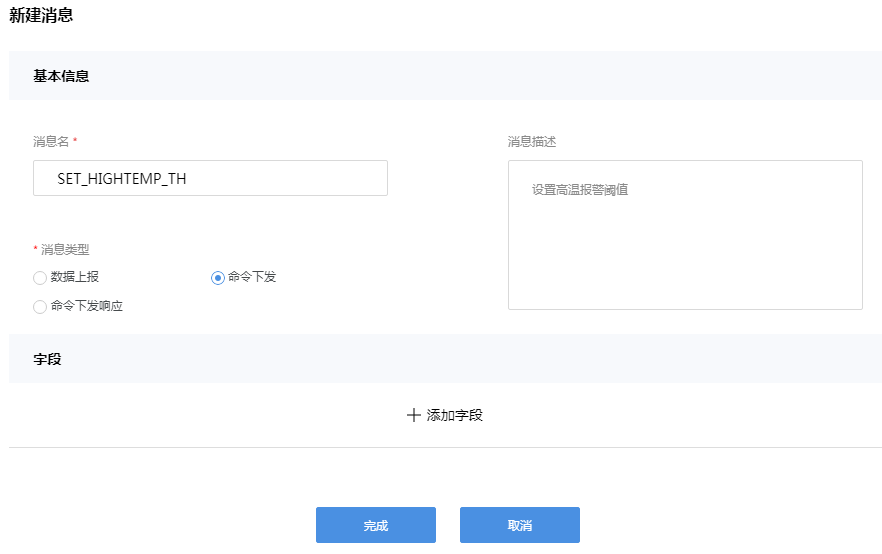 新建消息
基本信息
消息名 *
SET_HIGHTEMP_TH
消息描述
设置高温报警阈值
* 消息类型
数据上报
命令下发
命令下发响应
字段
添加字段
完成
取消